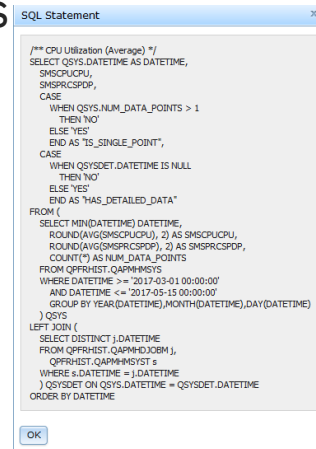 S
SQL Statement
/** CPU Utilization (Average) */
SELECT QSYS.DATETIME AS DATETIME,
SMSCPUCPU,
SMSPRCSPDP,
CASE
WHEN QSYS.NUM_DATA_POINTS > 1
THEN 'NO'
ELSE 'YES'
END AS "IS_SINGLE_POINT",
CASE
WHEN QSYSDET.DATETIME IS NULL
THEN 'NO'
ELSE 'YES'
END AS "HAS_DETAILED_DATA"
FROM (
SELECT MIN(DATETIME) DATETIME,
ROUND(AVG(SMSCPUCPU), 2) AS SMSCPUCPU,
ROUND(AVG(SMSPRCSPDP), 2) AS SMSPRCSPDP,
COUNT(*) AS NUM_DATA_POINTS
FROM QPFRHIST.QAPMHMSYS
WHERE DATETIME >= '2017-03-01 00:00:00'
AND DATETIME <= '2017-05-15 00:00:00'
GROUP BY YEAR(DATETIME),MONTH(DATETIME),DAY(DATETIME)
) QSYS
LEFT JOIN (
SELECT DISTINCT j.DATETIME
FROM QPFRHIST.QAPMHDJOBM j,
QPFRHIST.QAPMHMSYST s
WHERE s.DATETIME = j.DATETIME
) QSYSDET ON QSYS.DATETIME = QSYSDET.DATETIME
ORDER BY DATETIME
OK